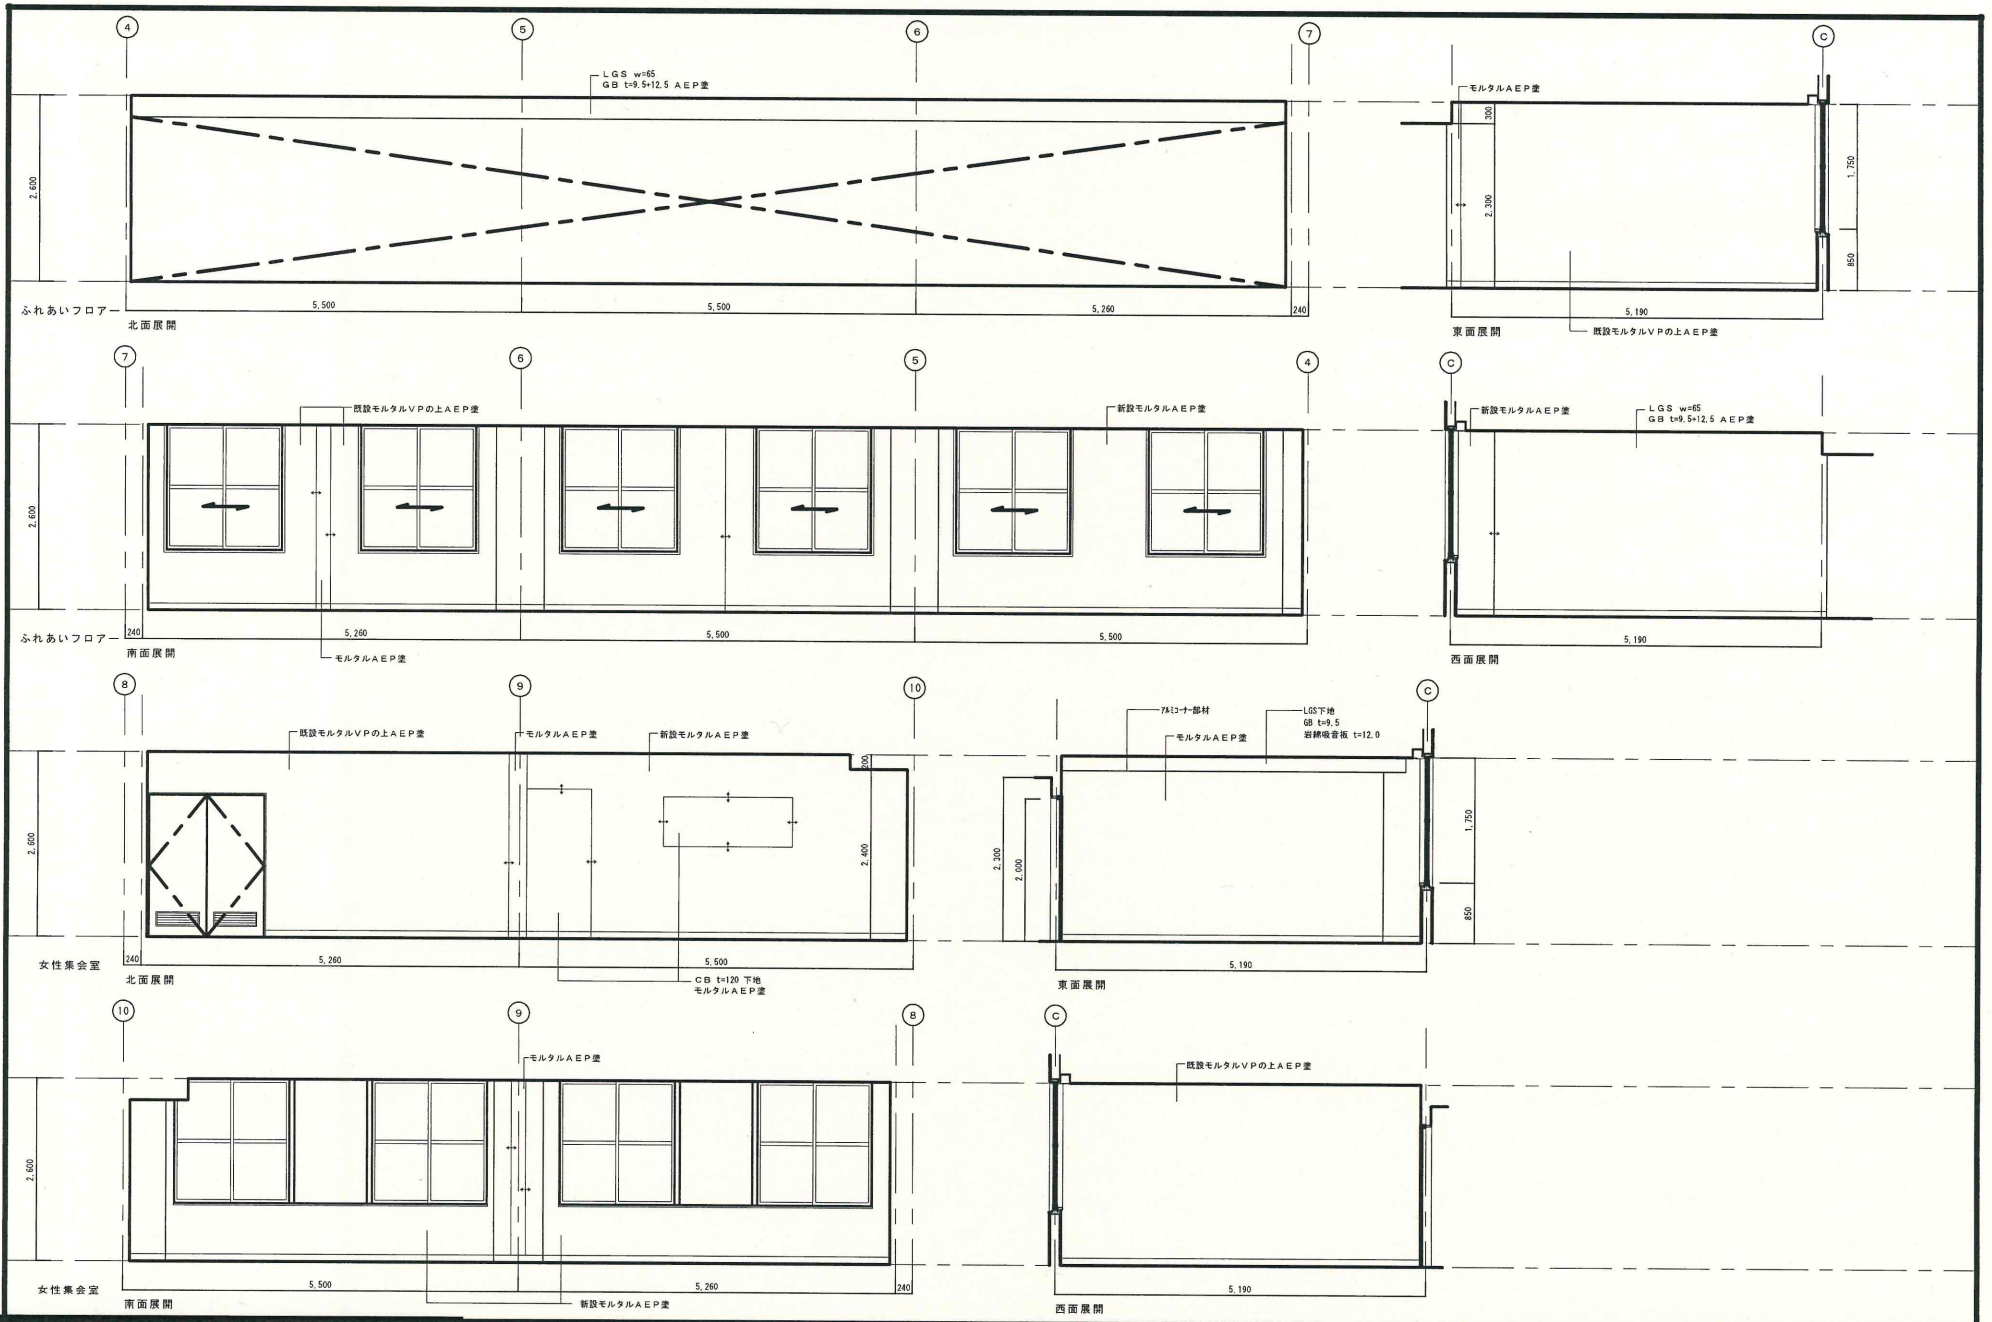 4
5
6
7
C
LGS w=65
GB t=9.5+12.5 AEP塗
モルタルAEP塗
2,600
300
2,300
1,750
850
ふれあいフロアー
5,500
5,500
5,260
240
北面展開
5,190
東面展開
既設モルタルVPの上AEP塗
7
6
5
4
C
既設モルタルVPの上AEP塗
新設モルタルAEP塗
新設モルタルAEP塗
LGS w=65
GB t=9.5+12.5 AEP塗
2,600
ふれあいフロアー
240
5,260
5,500
5,500
南面展開
モルタルAEP塗
5,190
西面展開
8
9
10
C
既設モルタルVPの上AEP塗
モルタルAEP塗
新設モルタルAEP塗
アルミコーナー部材
LGS下地
GB t=9.5
岩綿吸音板 t=12.0
モルタルAEP塗
200
2,600
2,400
2,300
2,000
1,750
850
女性集会室
240
5,260
5,500
北面展開
CB t=120 下地
モルタルAEP塗
5,190
東面展開
10
9
8
C
モルタルAEP塗
既設モルタルVPの上AEP塗
2,600
女性集会室
5,500
5,260
240
南面展開
新設モルタルAEP塗
5,190
西面展開